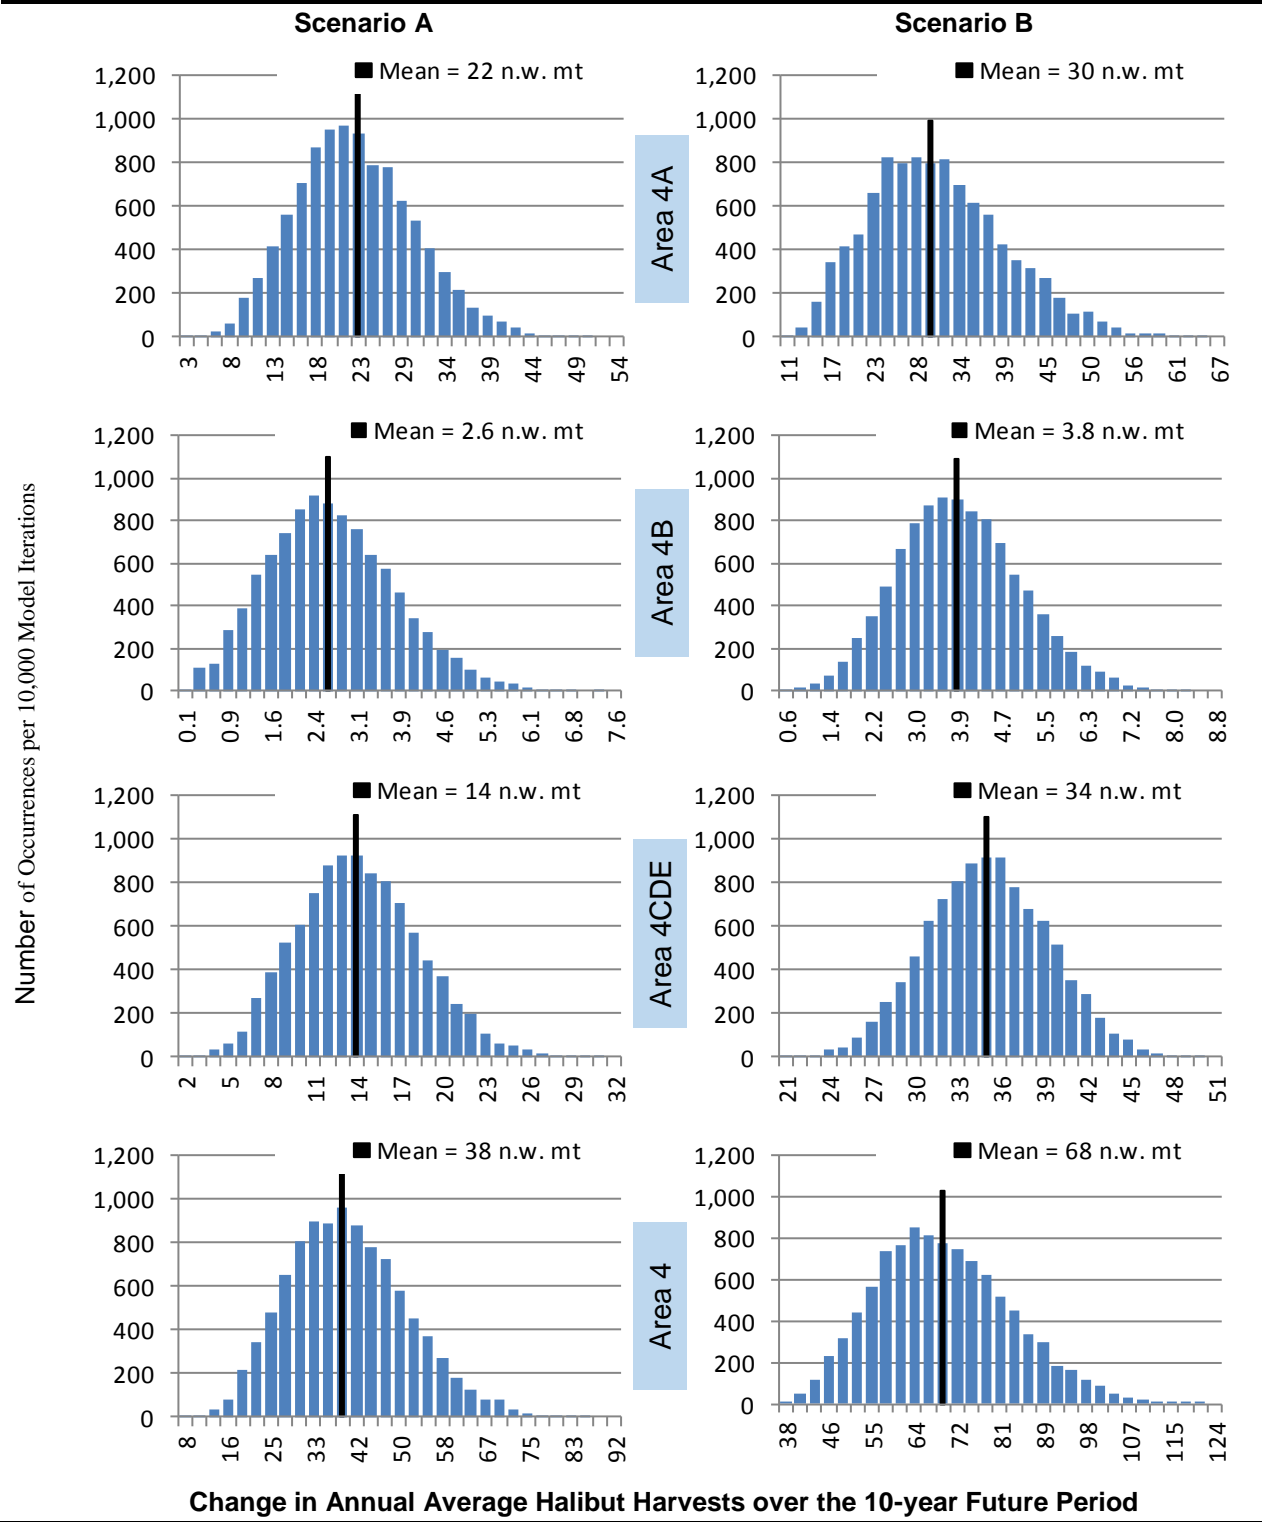 Scenario A
Scenario B
Number of Occurrences per 10,000 Model Iterations
Mean = 22 n.w. mt
1,200
1,000
800
600
400
200
0
3 8 13 18 23 29 34 39 44 49 54
Area 4A
Mean = 30 n.w. mt
1,200
1,000
800
600
400
200
0
11 17 23 28 34 39 45 50 56 61 67
Mean = 2.6 n.w. mt
1,200
1,000
800
600
400
200
0
0.1 0.9 1.6 2.4 3.1 3.9 4.6 5.3 6.1 6.8 7.6
Area 4B
Mean = 3.8 n.w. mt
1,200
1,000
800
600
400
200
0
0.6 1.4 2.2 3.0 3.9 4.7 5.5 6.3 7.2 8.0 8.8
Mean = 14 n.w. mt
1,200
1,000
800
600
400
200
0
2 5 8 11 14 17 20 23 26 29 32
Area 4CDE
Mean = 34 n.w. mt
1,200
1,000
800
600
400
200
0
21 24 27 30 33 36 39 42 45 48 51
Mean = 38 n.w. mt
1,200
1,000
800
600
400
200
0
8 16 25 33 42 50 58 67 75 83 92
Area 4
Mean = 68 n.w. mt
1,200
1,000
800
600
400
200
0
38 46 55 64 72 81 89 98 107 115 124
Change in Annual Average Halibut Harvests over the 10-year Future Period